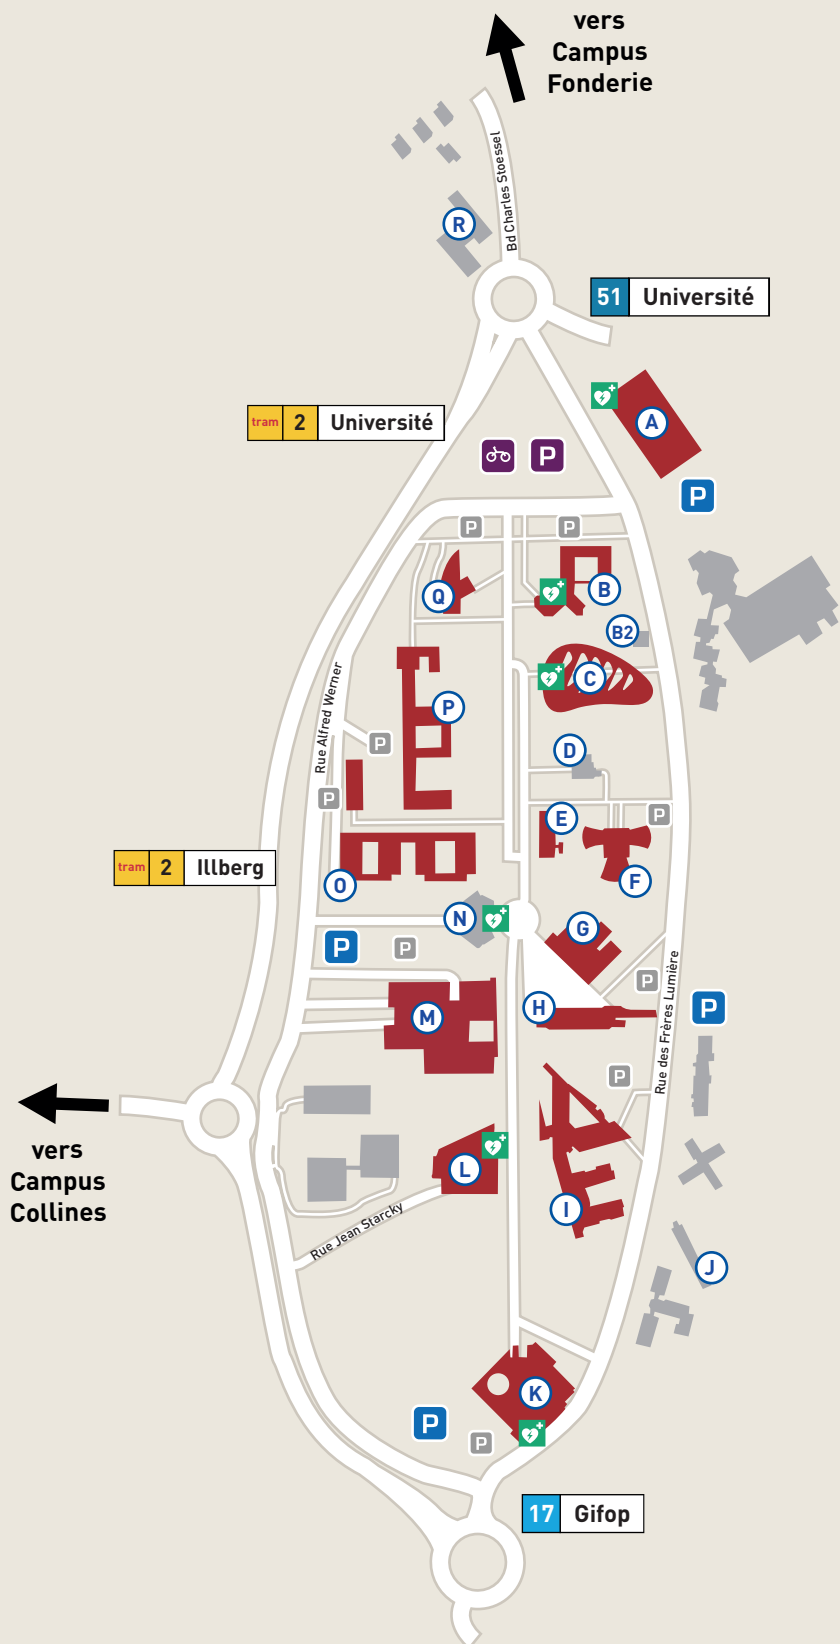 vers
Campus
Fonderie
Bd Charles Stoessel
R
51 Université
A
tram 2 Université
P
P
P
P
Q
B
B2
C
P
Rue Alfred Werner
P
D
P
E
P
F
tram 2 Illberg
O
N
G
P
P
P
H
M
Rue des Frères Lumière
P
P
vers
Campus
Collines
L
I
Rue Jean Starcky
J
K
P
P
17 Gifop